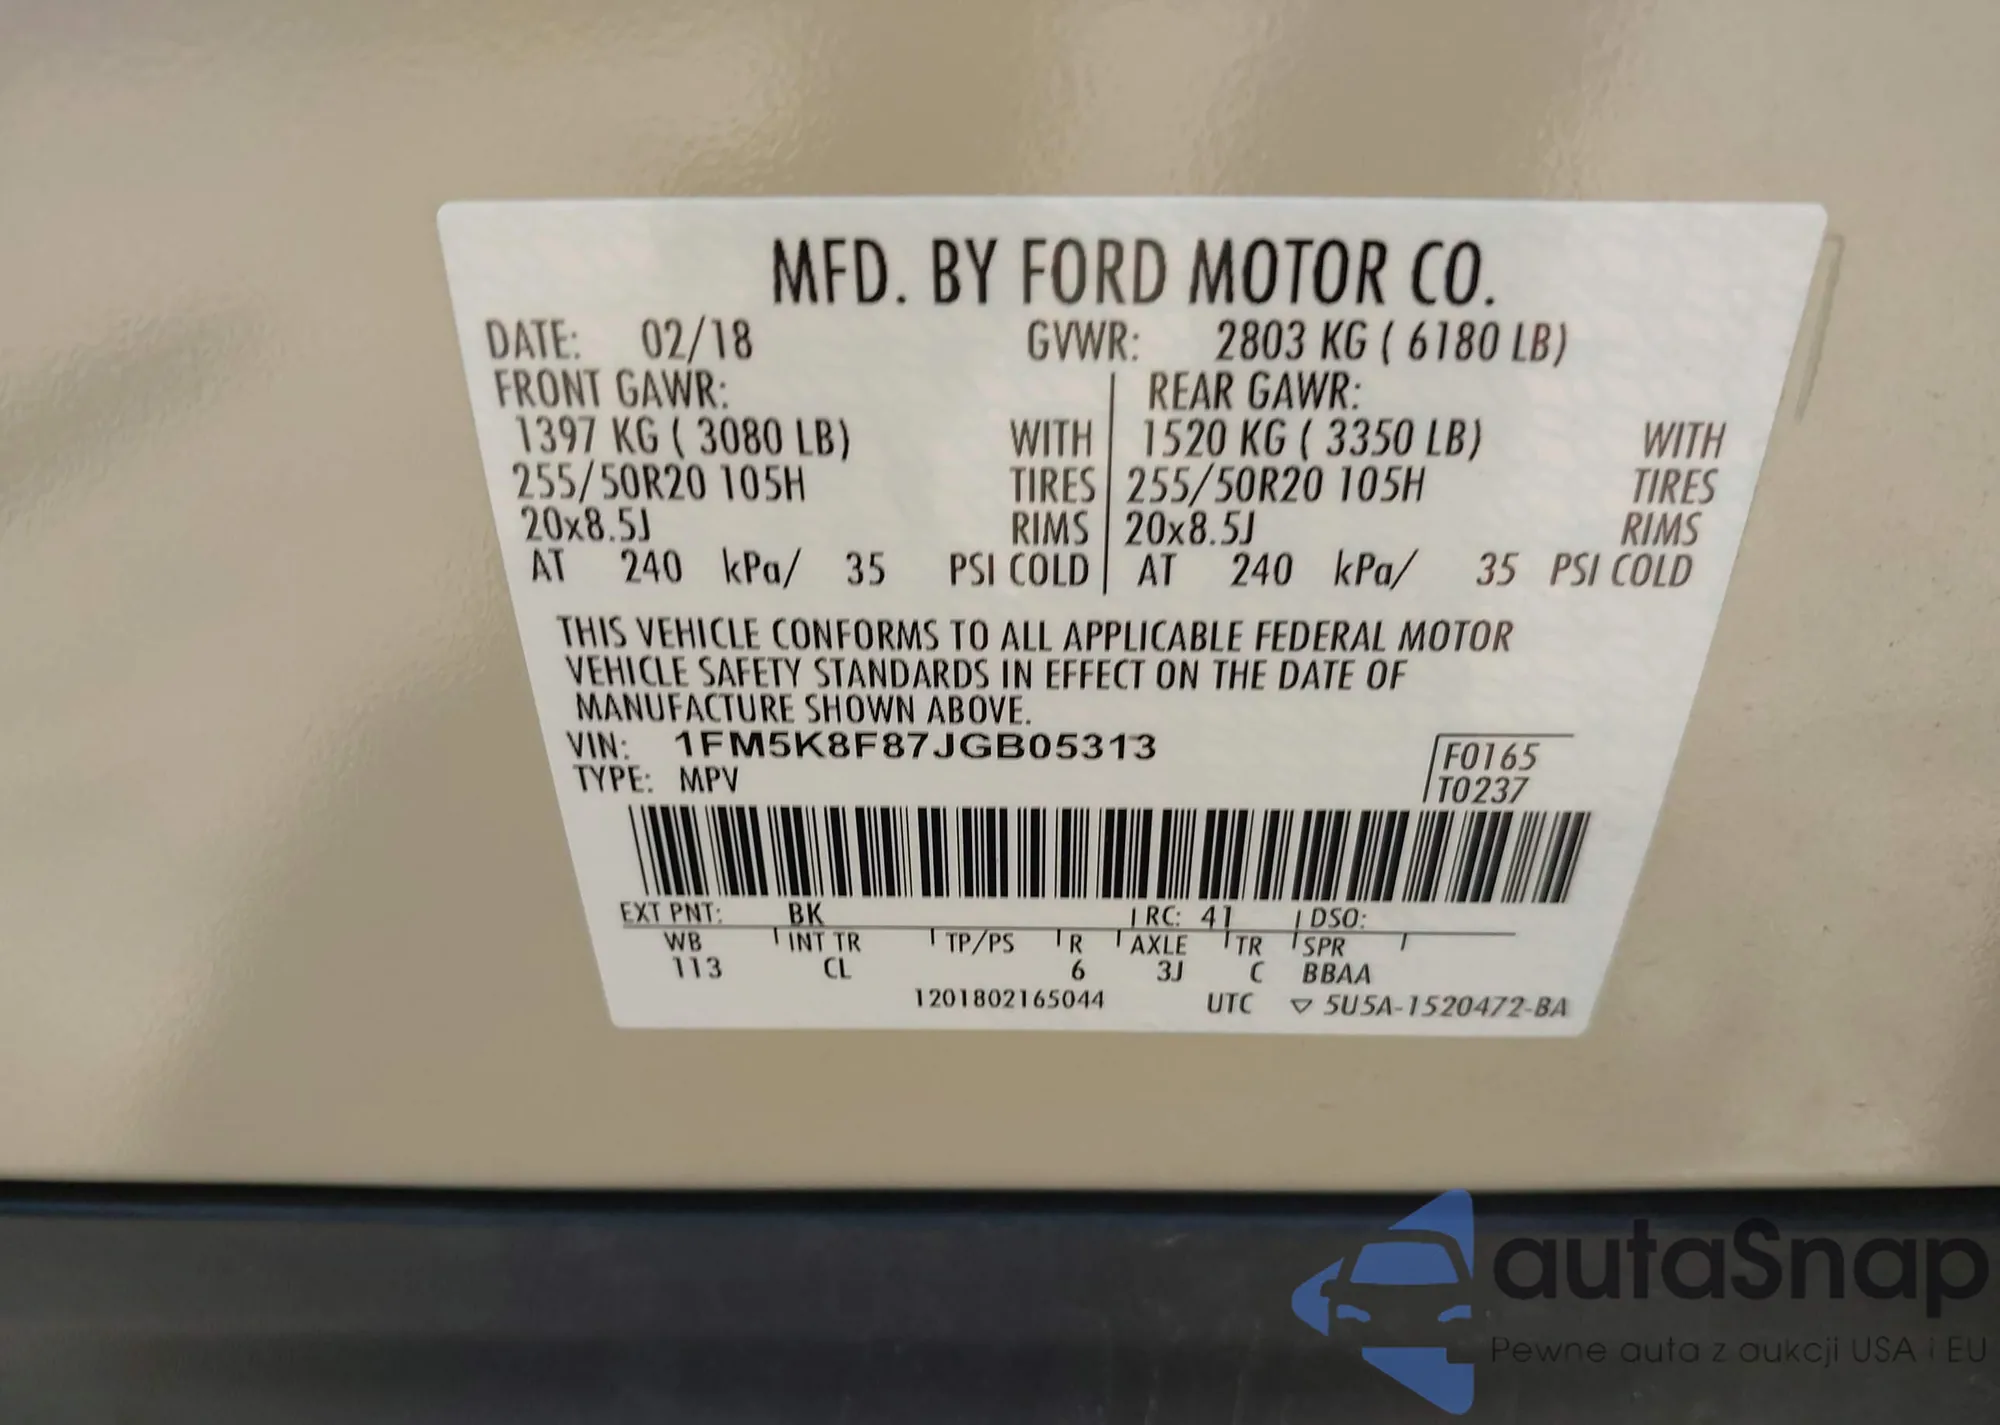 MFD. BY FORD MOTOR CO.
DATE: 02/18 GVWR: 2803 KG ( 6180 LB)
FRONT GAWR: REAR GAWR:
1397 KG ( 3080 LB) WITH 1520 KG ( 3350 LB) WITH
255/50R20 105H TIRES 255/50R20 105H TIRES
20x8.5J RIMS 20x8.5J RIMS
AT 240 kPa/ 35 PSI COLD AT 240 kPa/ 35 PSI COLD
THIS VEHICLE CONFORMS TO ALL APPLICABLE FEDERAL MOTOR
VEHICLE SAFETY STANDARDS IN EFFECT ON THE DATE OF
MANUFACTURE SHOWN ABOVE.
VIN: 1FM5K8F87JGB05313 F0165
TYPE: MPV T0237
EXT PNT: BK RC: 41 DSO:
WB INT TR TP/PS R AXLE TR SPR
113 CL 6 3J C BBAA
1201802165044 UTC ▽ 5U5A-1520472-BA
autaSnap
Pewne auta z aukcji USA i EU